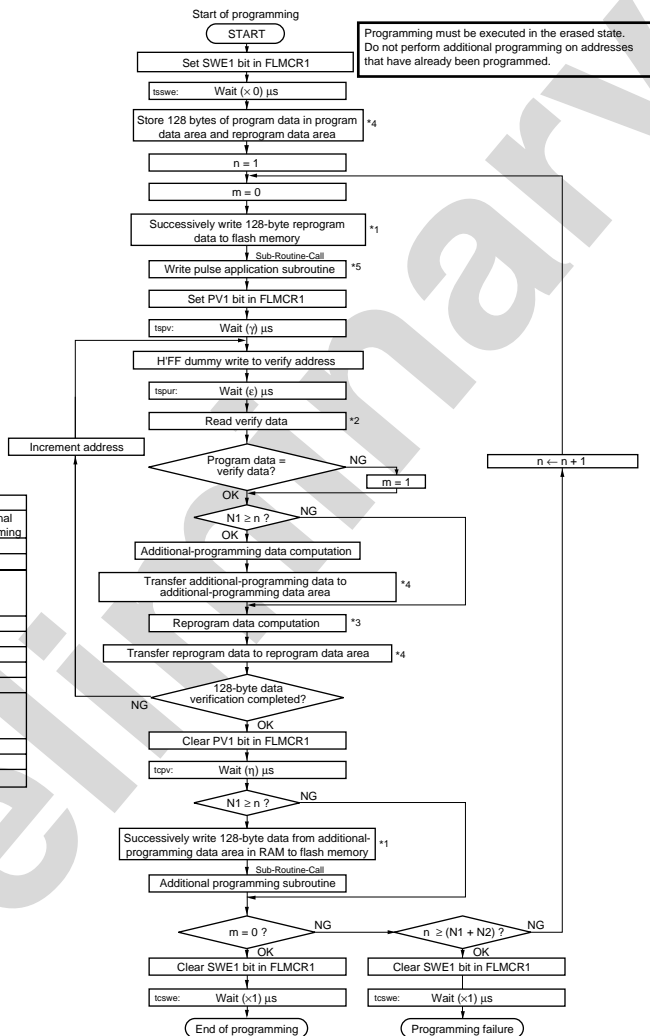 Start of programming
START
Programming must be executed in the erased state.
Do not perform additional programming on addresses
that have already been programmed.
Set SWE1 bit in FLMCR1
tsswe: Wait (× 0) μs
Store 128 bytes of program data in program
data area and reprogram data area
*4
n = 1
m = 0
Successively write 128-byte reprogram
data to flash memory
*1
Sub-Routine-Call
Write pulse application subroutine
*5
Set PV1 bit in FLMCR1
tspv: Wait (γ) μs
H'FF dummy write to verify address
tspur: Wait (ε) μs
Read verify data
*2
Increment address
Program data =
verify data?
NG
m = 1
OK
n ← n + 1
N1 ≥ n ?
NG
OK
Additional-programming data computation
Transfer additional-programming data to
additional-programming data area
*4
Reprogram data computation
*3
Transfer reprogram data to reprogram data area
*4
128-byte data
verification completed?
NG
OK
Clear PV1 bit in FLMCR1
tcpv: Wait (η) μs
N1 ≥ n ?
NG
OK
Successively write 128-byte data from additional-
programming data area in RAM to flash memory
*1
Sub-Routine-Call
Additional programming subroutine
m = 0 ?
NG
n ≥ (N1 + N2) ?
NG
OK
OK
Clear SWE1 bit in FLMCR1
Clear SWE1 bit in FLMCR1
tcswe: Wait (×1) μs
tcswe: Wait (×1) μs
End of programming
Programming failure